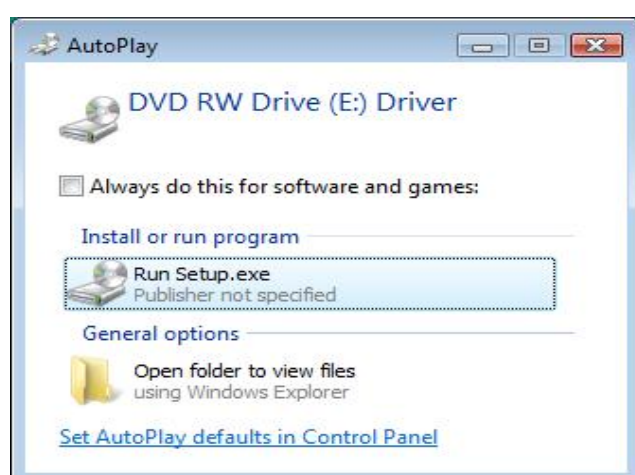 AutoPlay
DVD RW Drive (E:) Driver
Always do this for software and games:
Install or run program
Run Setup.exe
Publisher not specified
General options
Open folder to view files
using Windows Explorer
Set AutoPlay defaults in Control Panel